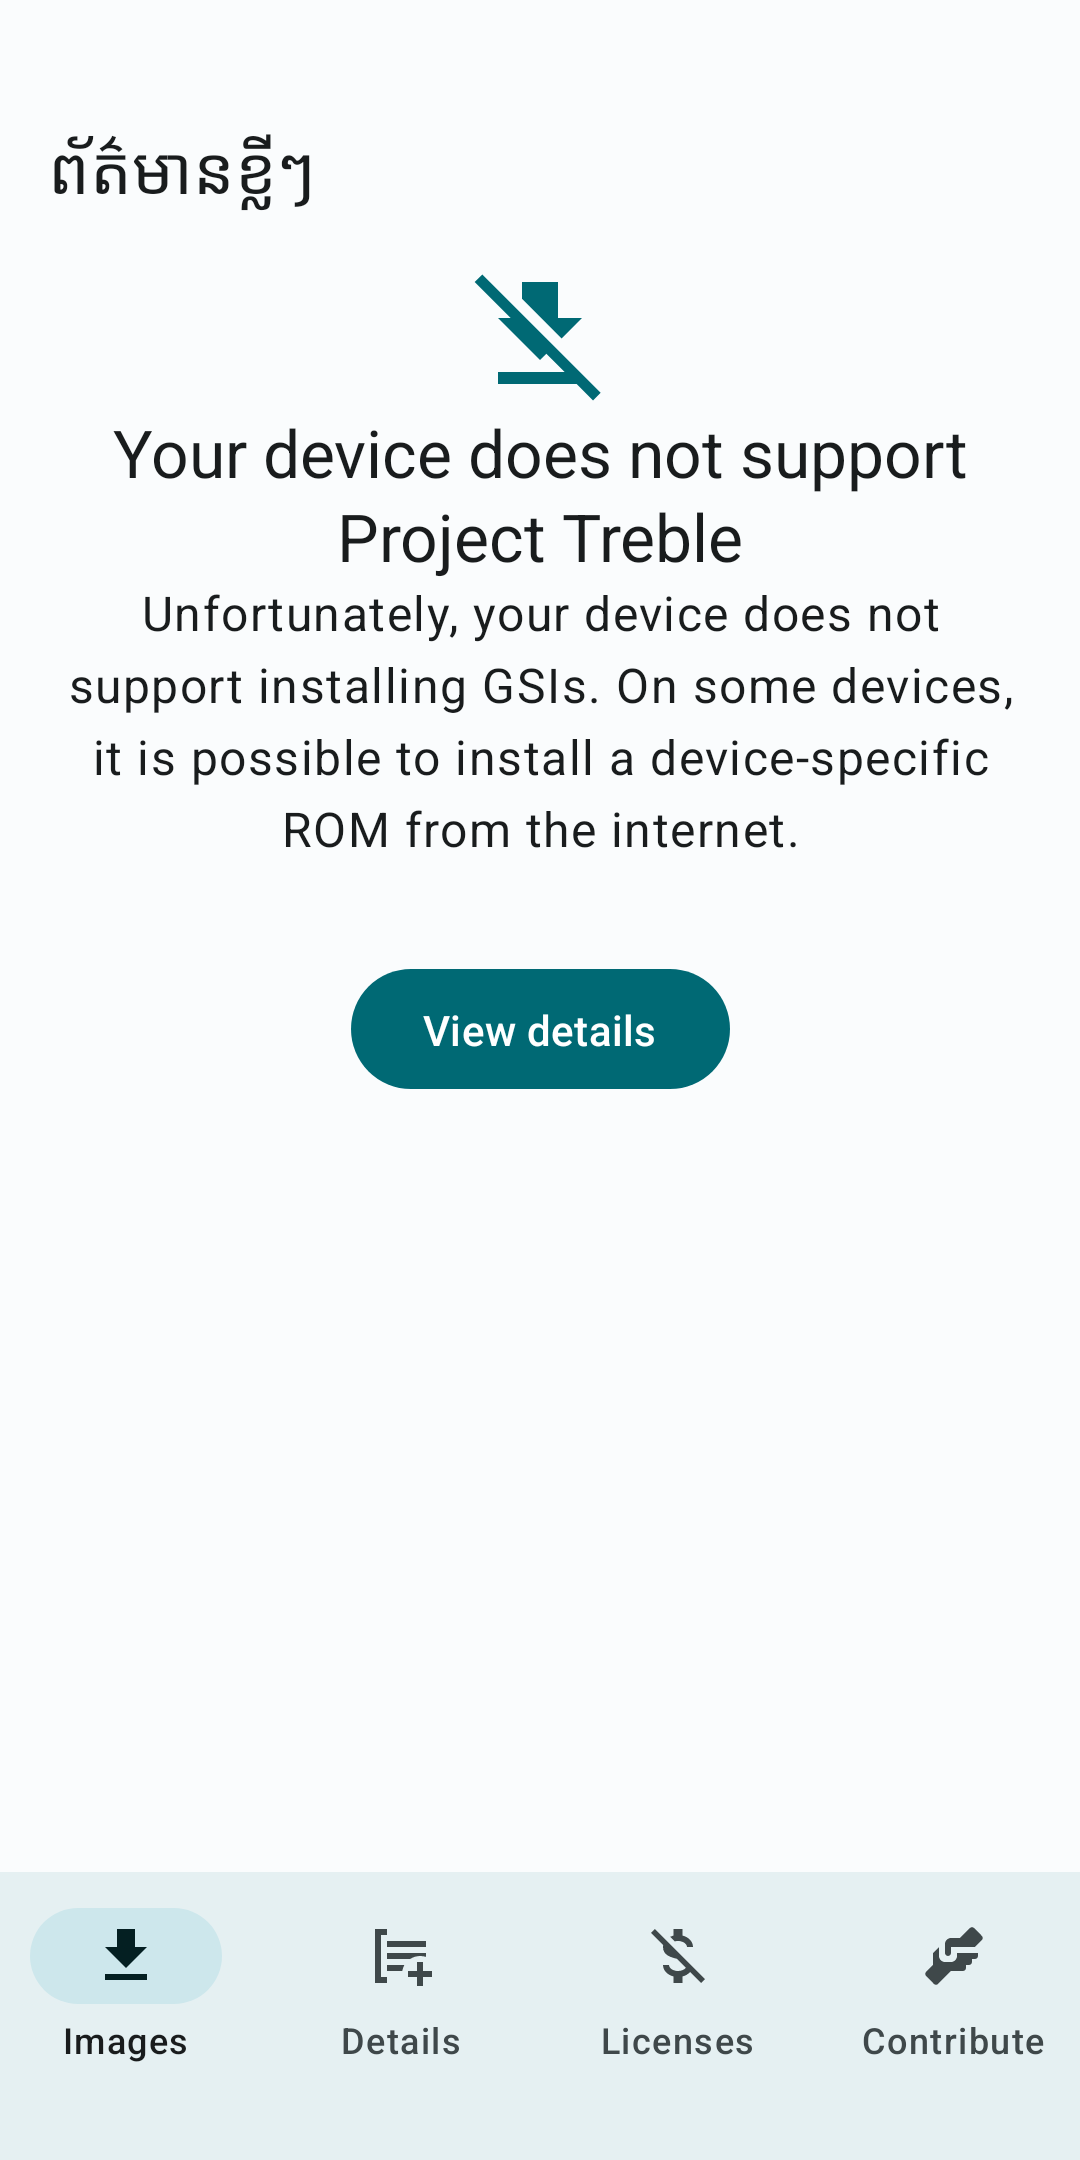 ព័ត៌មានខ្លីៗ
Your device does not support
Project Treble
Unfortunately, your device does not
support installing GSIs. On some devices,
it is possible to install a device-specific
ROM from the internet.
View details
Images
Details
Licenses
Contribute